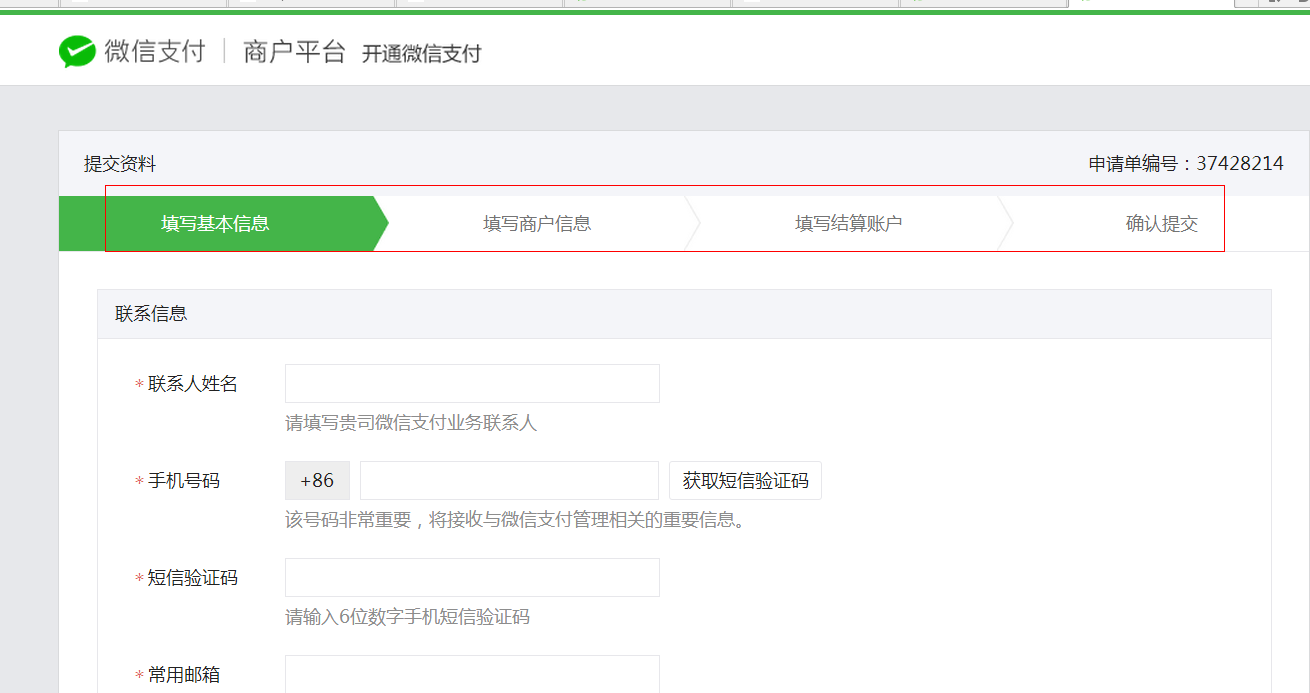 微信支付 商户平台 开通微信支付
提交资料 申请单编号：37428214
填写基本信息 填写商户信息 填写结算账户 确认提交
联系信息
*联系人姓名
请填写贵司微信支付业务联系人
*手机号码 +86 获取短信验证码
该号码非常重要，将接收与微信支付管理相关的重要信息。
*短信验证码
请输入6位数字手机短信验证码
*常用邮箱